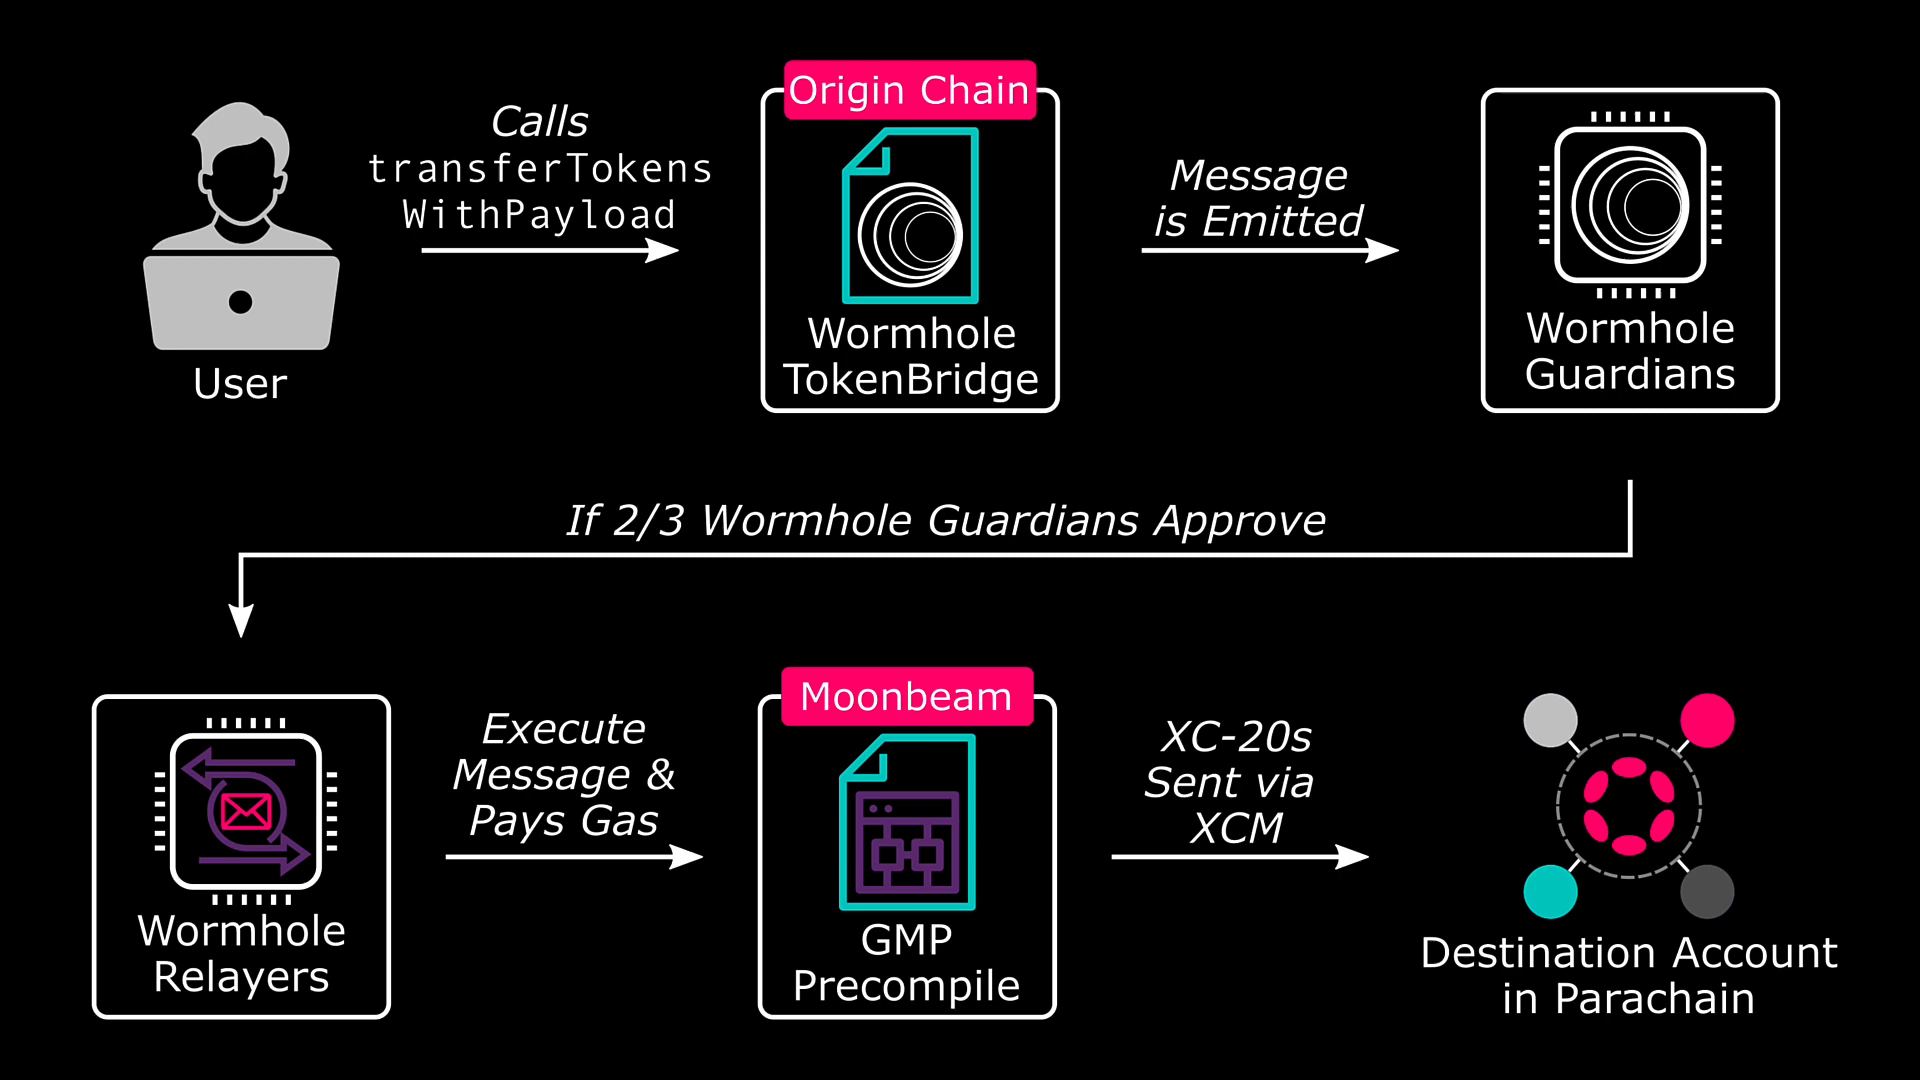 Calls
transferTokens
WithPayload
User
Origin Chain
Wormhole
TokenBridge
Message
is Emitted
Wormhole
Guardians
If 2/3 Wormhole Guardians Approve
Wormhole
Relayers
Execute
Message &
Pays Gas
Moonbeam
GMP
Precompile
XC-20s
Sent via
XCM
Destination Account
in Parachain